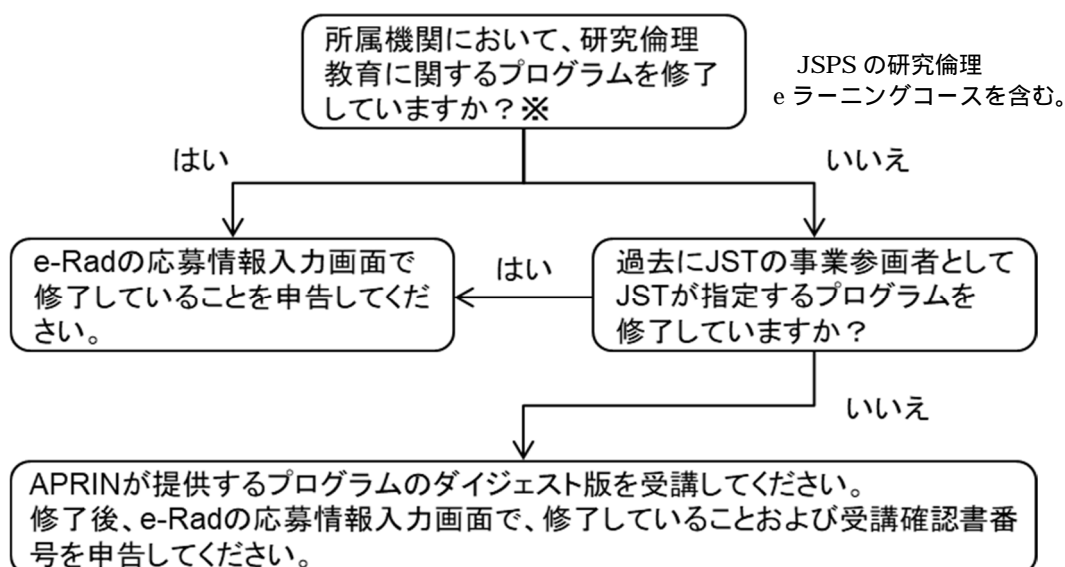 所属機関において、研究倫理
教育に関するプログラムを修了
していますか？※
JSPS の研究倫理
e ラーニングコースを含む。
はい
いいえ
e-Radの応募情報入力画面で
修了していることを申告してくだ
さい。
はい
過去にJSTの事業参画者として
JSTが指定するプログラムを
修了していますか？
いいえ
APRINが提供するプログラムのダイジェスト版を受講してください。
修了後、e-Radの応募情報入力画面で、修了していることおよび受講確認書番
号を申告してください。